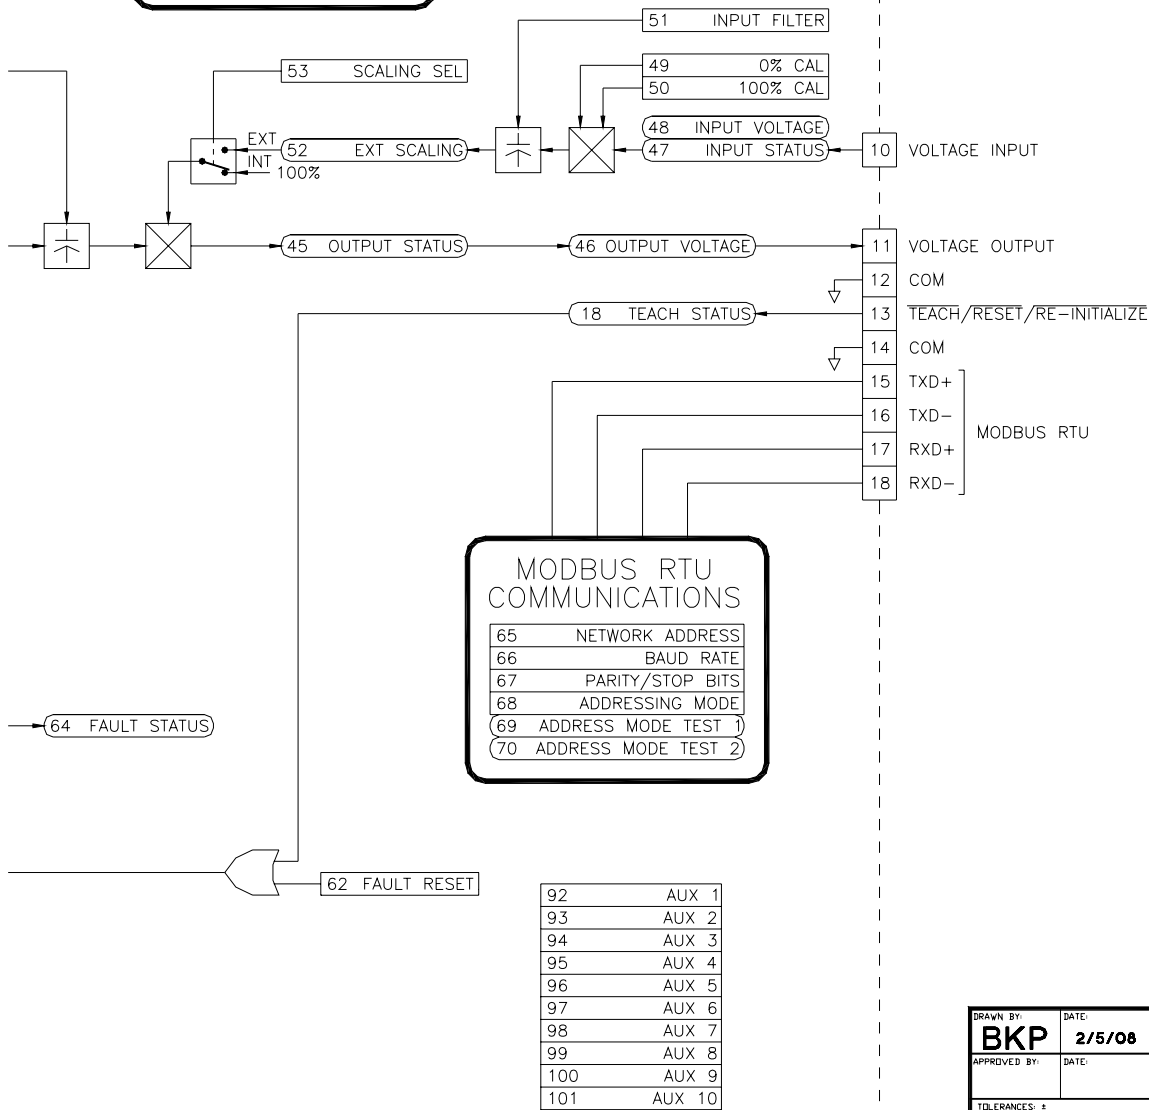 51 INPUT FILTER
53 SCALING SEL
49 0% CAL
50 100% CAL
48 INPUT VOLTAGE
EXT
52 EXT SCALING
47 INPUT STATUS
10 VOLTAGE INPUT
INT
100%
45 OUTPUT STATUS
46 OUTPUT VOLTAGE
11 VOLTAGE OUTPUT
12 COM
18 TEACH STATUS
13 TEACH/RESET/RE-INITIALIZE
14 COM
15 TXD+
16 TXD-
MODBUS RTU
17 RXD+
18 RXD-
MODBUS RTU
COMMUNICATIONS
65 NETWORK ADDRESS
66 BAUD RATE
67 PARITY/STOP BITS
68 ADDRESSING MODE
69 ADDRESS MODE TEST 1
70 ADDRESS MODE TEST 2
64 FAULT STATUS
62 FAULT RESET
92 AUX 1
93 AUX 2
94 AUX 3
95 AUX 4
96 AUX 5
97 AUX 6
98 AUX 7
99 AUX 8
100 AUX 9
101 AUX 10
DRAWN BY: DATE:
BKP 2/5/08
APPROVED BY: DATE:
TOLERANCES: ±